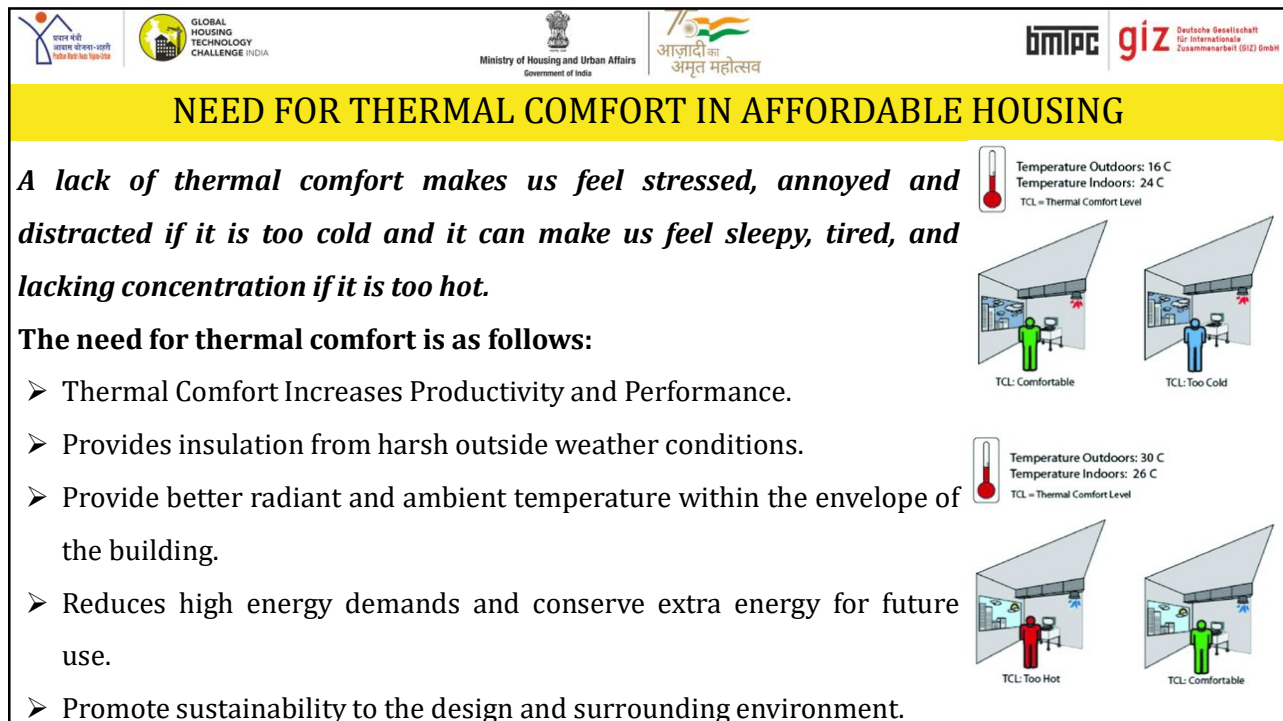 प्रधान मंत्री
आवास योजना-शहरी
Pradhan Mantri Awas Yojana-Urban
GLOBAL
HOUSING
TECHNOLOGY
CHALLENGE INDIA
Ministry of Housing and Urban Affairs
Government of India
आज़ादी का
अमृत महोत्सव
bmtpc
giz
Deutsche Gesellschaft
für Internationale
Zusammenarbeit (GIZ) GmbH
NEED FOR THERMAL COMFORT IN AFFORDABLE HOUSING
A lack of thermal comfort makes us feel stressed, annoyed and
distracted if it is too cold and it can make us feel sleepy, tired, and
lacking concentration if it is too hot.
The need for thermal comfort is as follows:
➢ Thermal Comfort Increases Productivity and Performance.
➢ Provides insulation from harsh outside weather conditions.
➢ Provide better radiant and ambient temperature within the envelope of
the building.
➢ Reduces high energy demands and conserve extra energy for future
use.
➢ Promote sustainability to the design and surrounding environment.
Temperature Outdoors: 16 C
Temperature Indoors: 24 C
TCL = Thermal Comfort Level
TCL: Comfortable
TCL: Too Cold
Temperature Outdoors: 30 C
Temperature Indoors: 26 C
TCL = Thermal Comfort Level
TCL: Too Hot
TCL: Comfortable